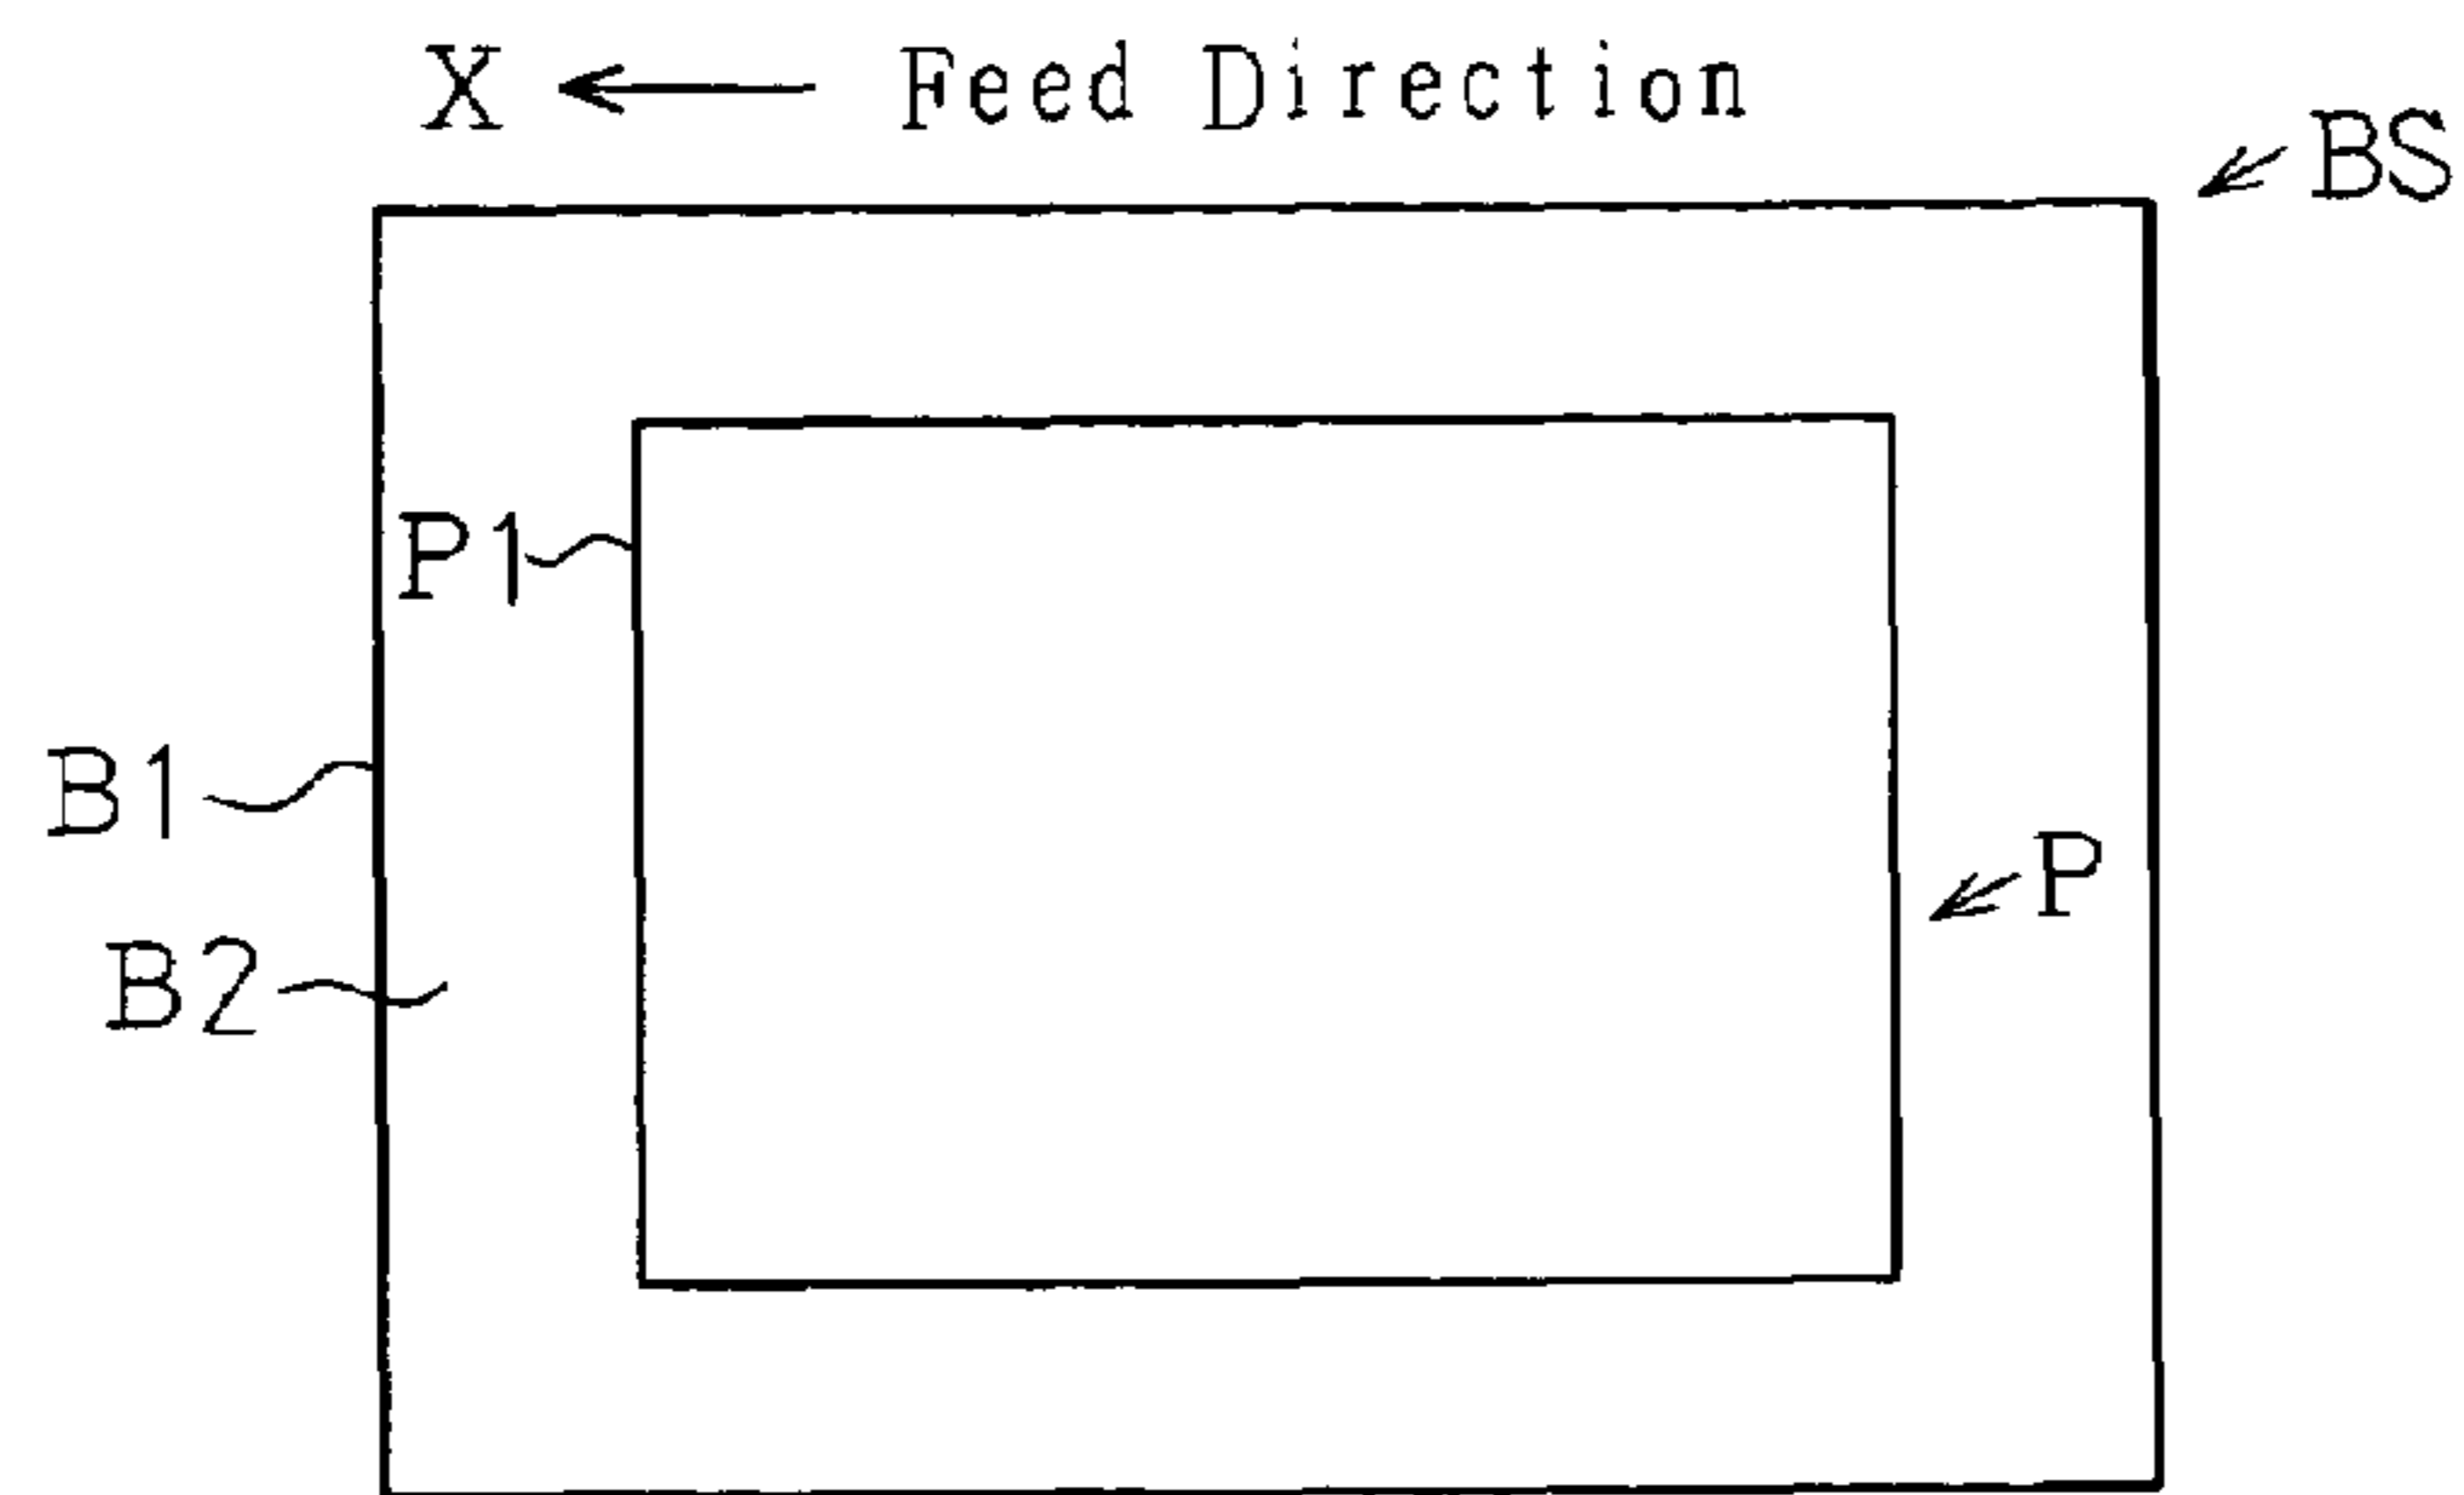 X ← Feed Direction
BS
P1
B1
P
B2